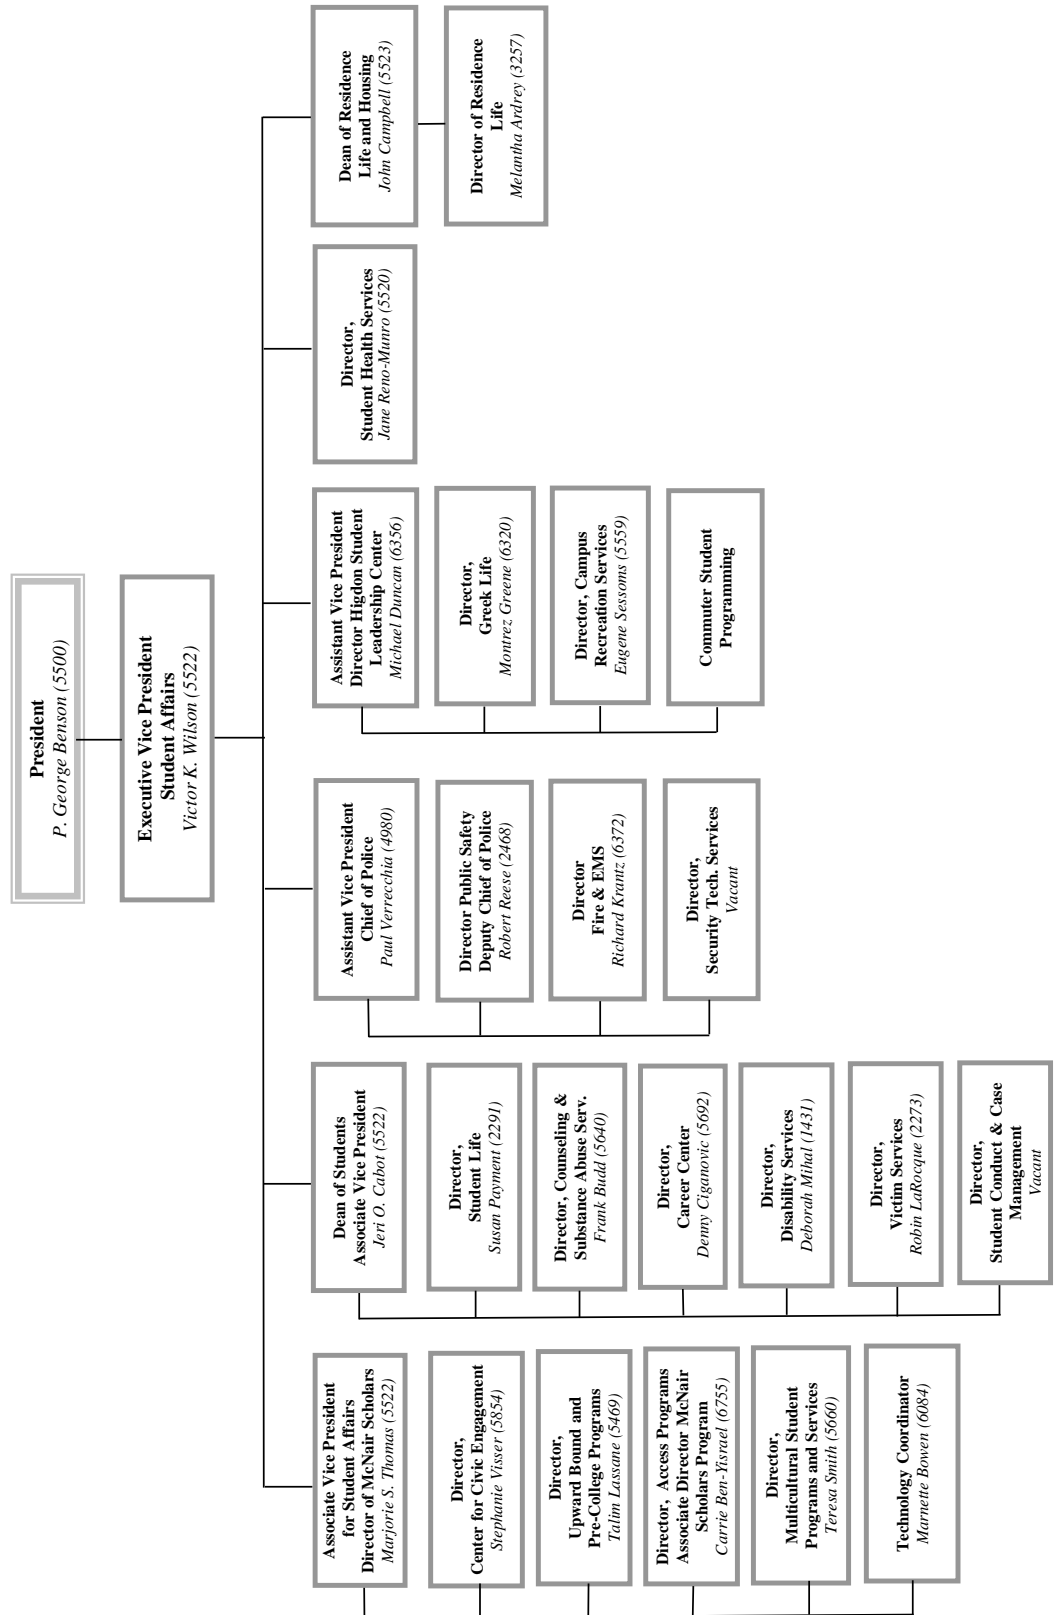 President
P. George Benson (5500)
Executive Vice President
Student Affairs
Victor K. Wilson (5522)
Associate Vice President
for Student Affairs
Director of McNair Scholars
Marjorie S. Thomas (5522)
Director,
Center for Civic Engagement
Stephanie Visser (5854)
Director,
Upward Bound and
Pre-College Programs
Talim Lassane (5469)
Director, Access Programs
Associate Director McNair
Scholars Program
Carrie Ben-Yisrael (6755)
Director,
Multicultural Student
Programs and Services
Teresa Smith (5660)
Technology Coordinator
Marnette Bowen (6084)
Dean of Students
Associate Vice President
Jeri O. Cabot (5522)
Director,
Student Life
Susan Payment (2291)
Director, Counseling &
Substance Abuse Serv.
Frank Budd (5640)
Director,
Career Center
Denny Ciganovic (5692)
Director,
Disability Services
Deborah Mihal (1431)
Director,
Victim Services
Robin LaRocque (2273)
Director,
Student Conduct & Case
Management
Vacant
Assistant Vice President
Chief of Police
Paul Verrecchia (4980)
Director Public Safety
Deputy Chief of Police
Robert Reese (2468)
Director
Fire & EMS
Richard Krantz (6372)
Director,
Security Tech. Services
Vacant
Assistant Vice President
Director Higdon Student
Leadership Center
Michael Duncan (6356)
Director,
Greek Life
Montrez Greene (6320)
Director, Campus
Recreation Services
Eugene Sessoms (5559)
Commuter Student
Programming
Director,
Student Health Services
Jane Reno-Munro (5520)
Dean of Residence
Life and Housing
John Campbell (5523)
Director of Residence
Life
Melantha Ardrey (3257)